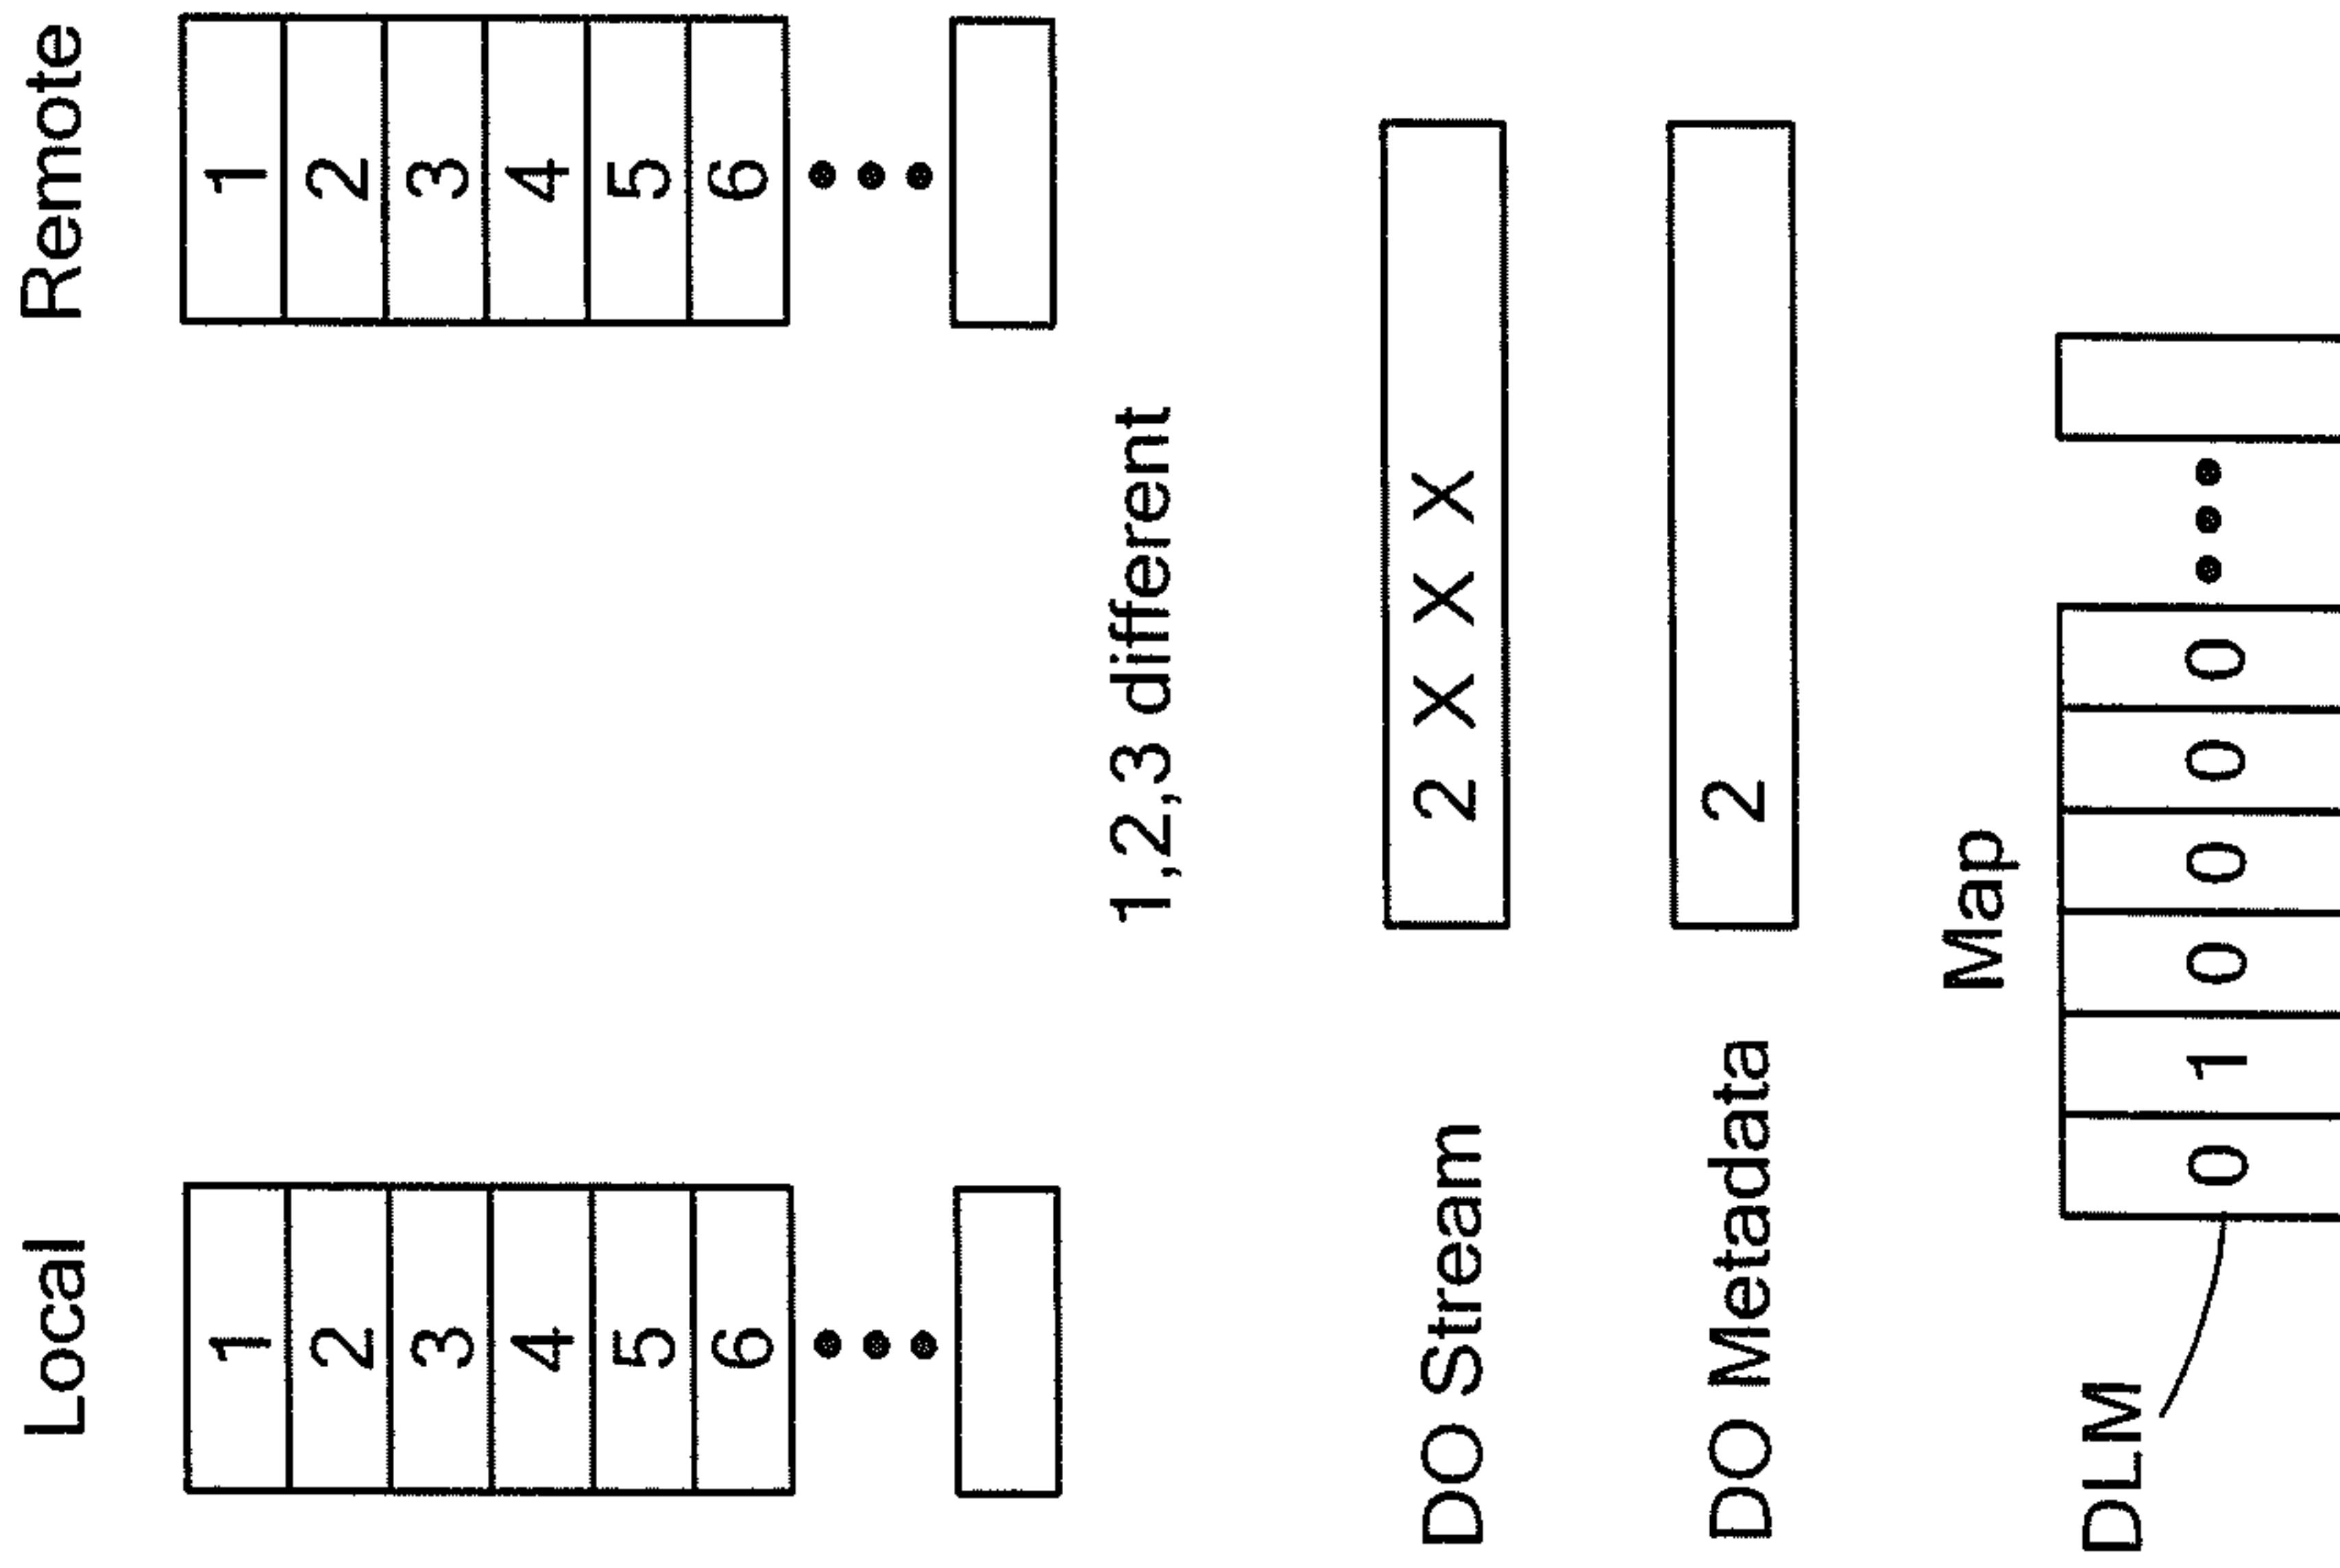 Local
Remote
1
1
2
2
3
3
4
4
5
5
6
6
1,2,3 different
DO Stream
2 X X X
DO Metadata
2
Map
DLM
0 1 0 0 0 0